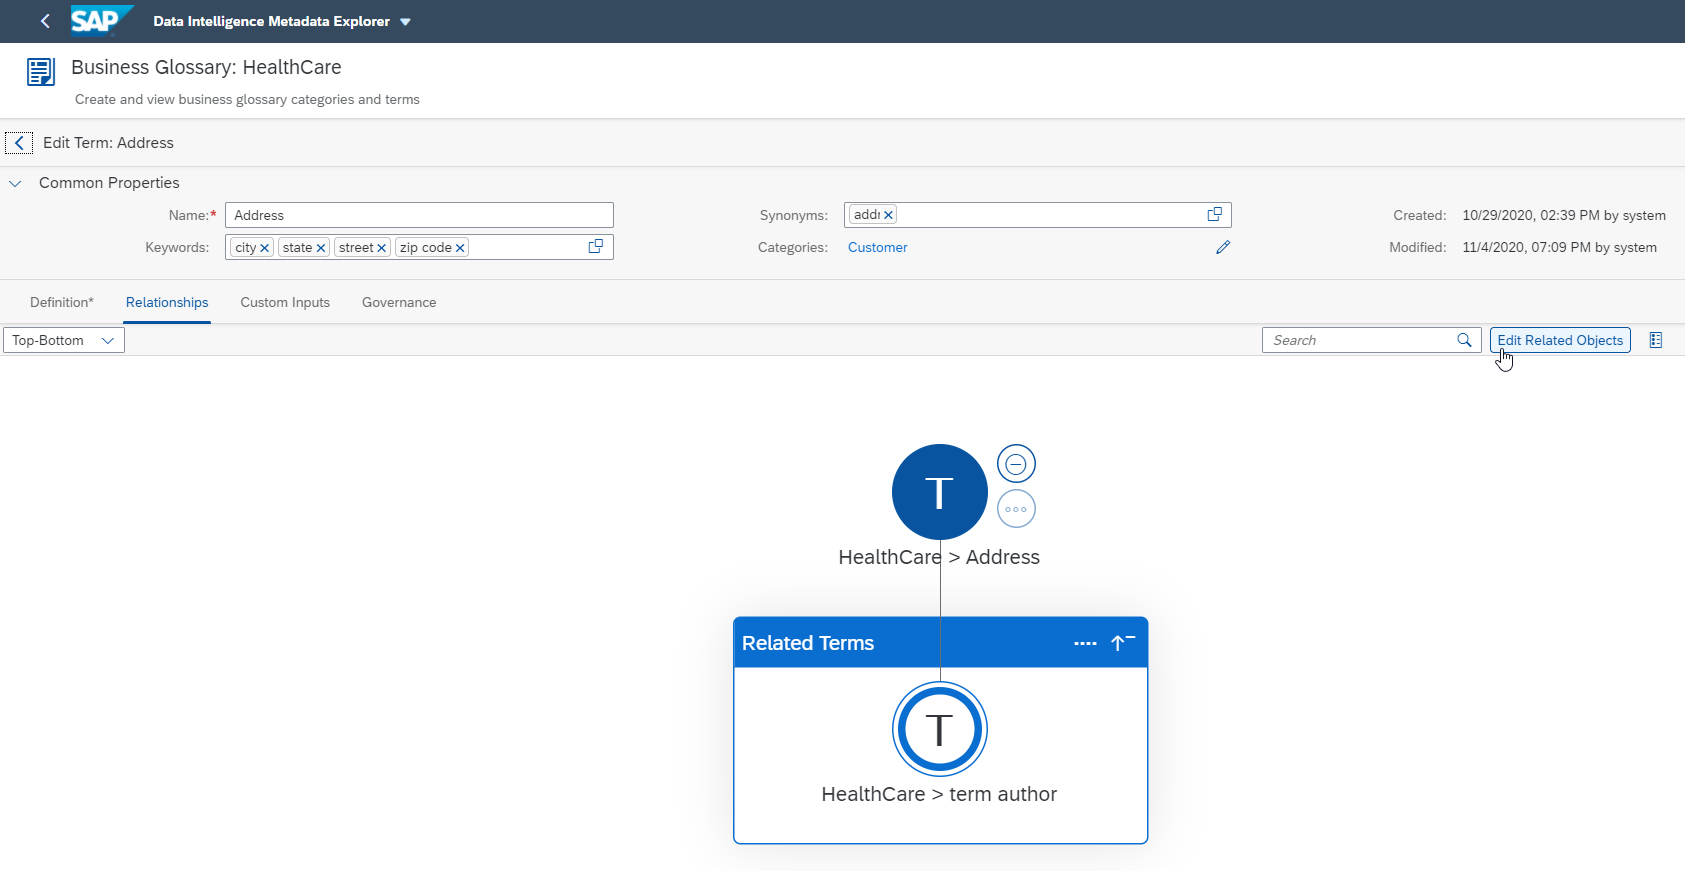 SAP Data Intelligence Metadata Explorer
Business Glossary: HealthCare
Create and view business glossary categories and terms
Edit Term: Address
Common Properties
Name:* Address Synonyms: addr Created: 10/29/2020, 02:39 PM by system
Keywords: city state street zip code Categories: Customer Modified: 11/4/2020, 07:09 PM by system
Definition* Relationships Custom Inputs Governance
Top-Bottom Search Edit Related Objects
T
HealthCare > Address
Related Terms
T
HealthCare > term author